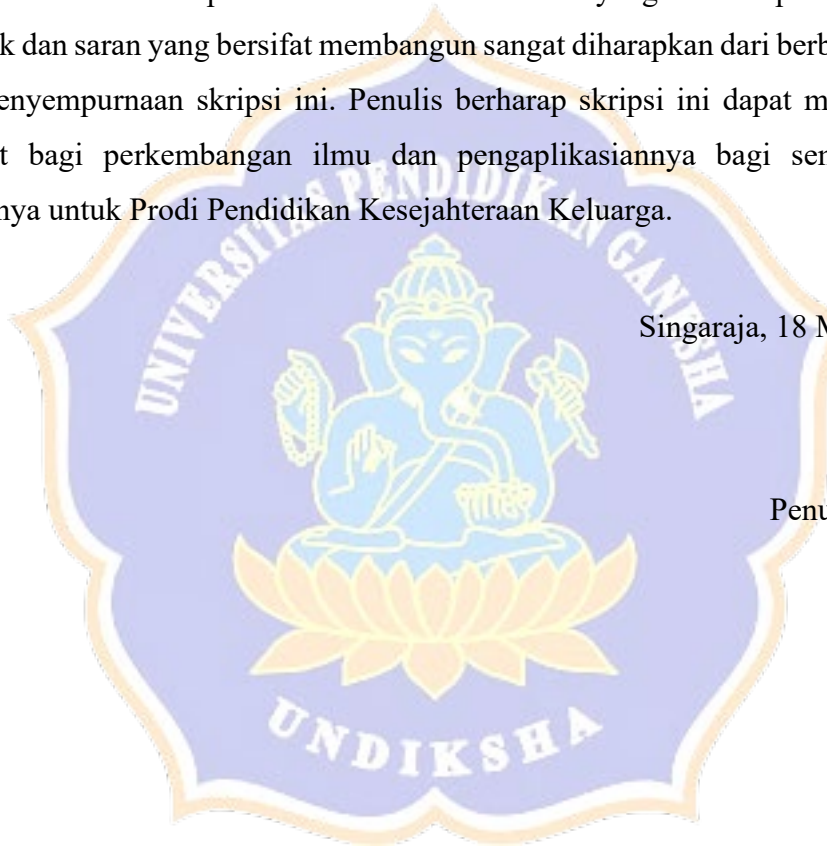 k dan saran yang bersifat membangun sangat diharapkan dari berb
enyempurnaan skripsi ini. Penulis berharap skripsi ini dapat m
t bagi perkembangan ilmu dan pengaplikasiannya bagi sem
nya untuk Prodi Pendidikan Kesejahteraan Keluarga.
UNIVERSITAS PENDIDIKAN GANESHA
Singaraja, 18 M
Penu
UNDIKSHA